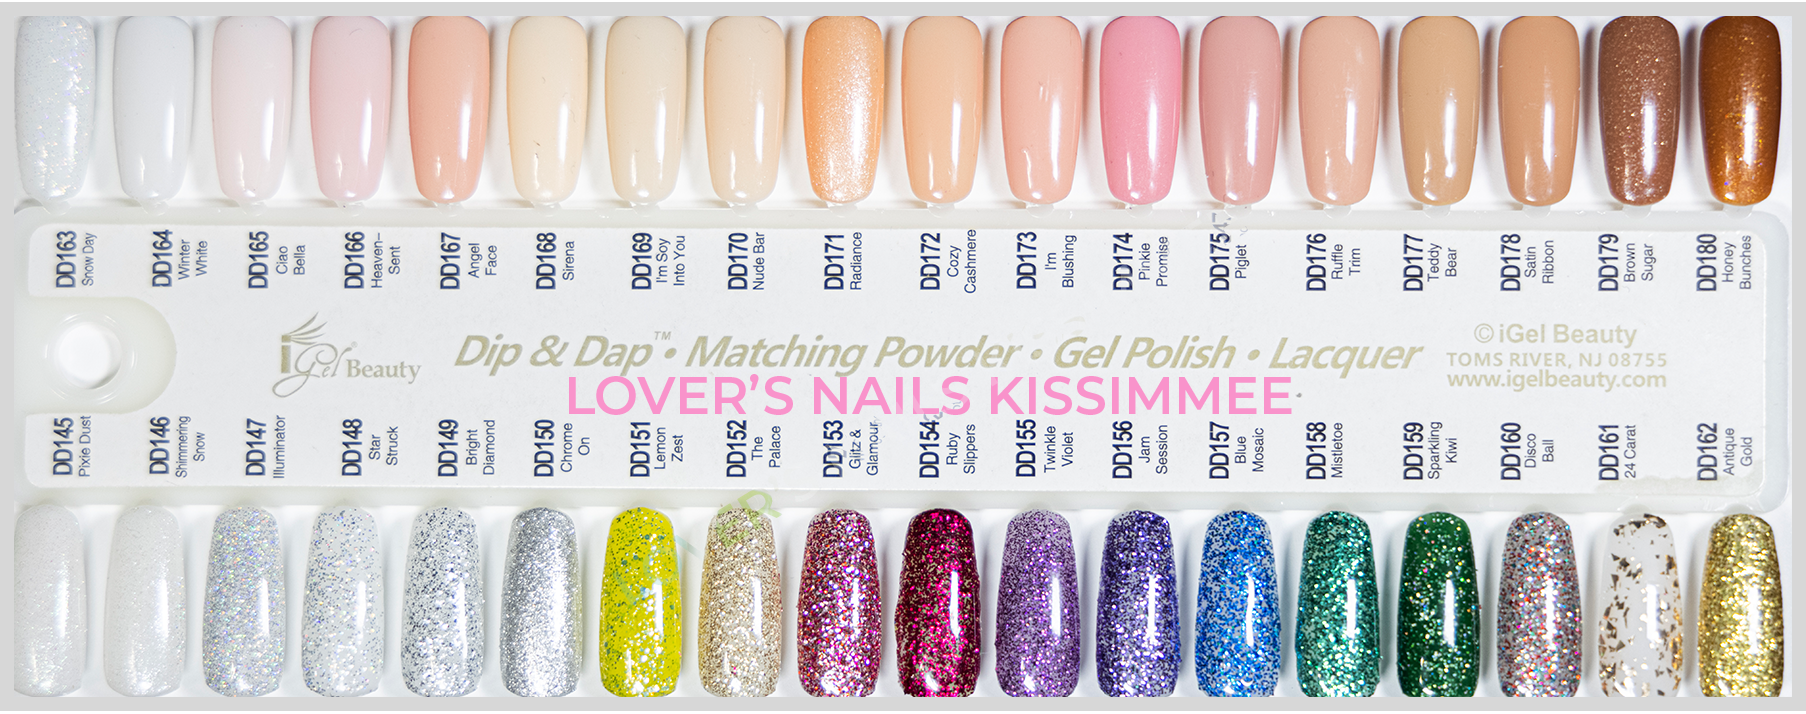 DD163
Snow Day
DD164
Winter
White
DD165
Ciao
Bella
DD166
Heaven–
Sent
DD167
Angel
Face
DD168
Sirena
DD169
I'm Soy
Into You
DD170
Nude Bar
DD171
Radiance
DD172
Cozy
Cashmere
DD173
I'm
Blushing
DD174
Pinkie
Promise
DD175
Piglet
DD176
Ruffle
Trim
DD177
Teddy
Bear
DD178
Satin
Ribbon
DD179
Brown
Sugar
DD180
Honey
Bunches
iGel Beauty
Dip & Dap™ • Matching Powder • Gel Polish • Lacquer
© iGel Beauty
TOMS RIVER, NJ 08755
www.igelbeauty.com
LOVER'S NAILS KISSIMMEE
DD145
Pixie Dust
DD146
Shimmering
Snow
DD147
Illuminator
DD148
Star
Struck
DD149
Bright
Diamond
DD150
Chrome
On
DD151
Lemon
Zest
DD152
The
Palace
DD153
Glitz &
Glamour
DD154
Ruby
Slippers
DD155
Twinkle
Violet
DD156
Jam
Session
DD157
Blue
Mosaic
DD158
Mistletoe
DD159
Sparkling
Kiwi
DD160
Disco
Ball
DD161
24 Carat
DD162
Antique
Gold